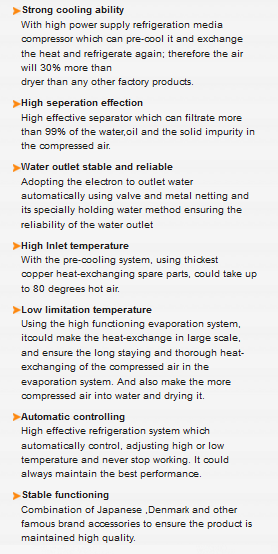 Strong cooling ability
With high power supply refrigeration media
compressor which can pre-cool it and exchange
the heat and refrigerate again; therefore the air
will 30% more than
dryer than any other factory products.
High seperation effection
High effective separator which can filtrate more
than 99% of the water,oil and the solid impurity in
the compressed air.
Water outlet stable and reliable
Adopting the electron to outlet water
automatically using valve and metal netting and
its specially holding water method ensuring the
reliability of the water outlet
High Inlet temperature
With the pre-cooling system, using thickest
copper heat-exchanging spare parts, could take up
to 80 degrees hot air.
Low limitation temperature
Using the high functioning evaporation system,
itcould make the heat-exchange in large scale,
and ensure the long staying and thorough heat-
exchanging of the compressed air in the
evaporation system. And also make the more
compressed air into water and drying it.
Automatic controlling
High effective refrigeration system which
automatically control, adjusting high or low
temperature and never stop working. It could
always maintain the best performance.
Stable functioning
Combination of Japanese ,Denmark and other
famous brand accessories to ensure the product is
maintained high quality.